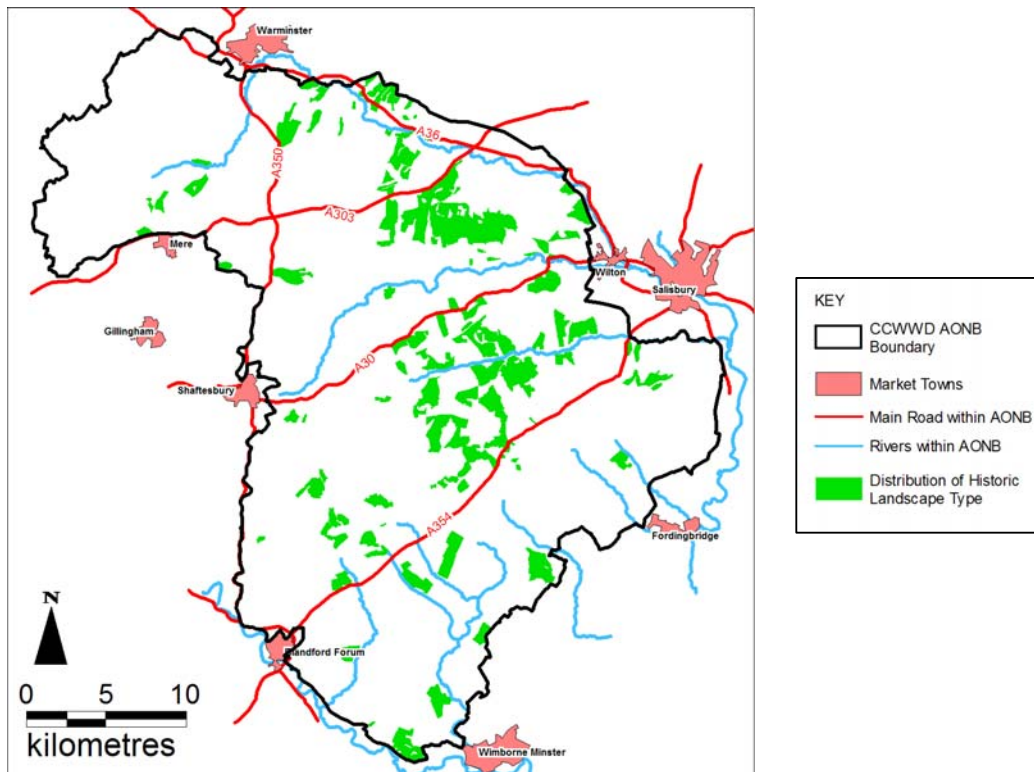 Warminster
A36
A350
A303
Mere
Wilton
Salisbury
Gillingham
A30
Shaftesbury
A354
Fordingbridge
N
Blandford Forum
0 5 10
kilometres
Wimborne Minster
KEY
CCWWD AONB
Boundary
Market Towns
Main Road within AONB
Rivers within AONB
Distribution of Historic
Landscape Type